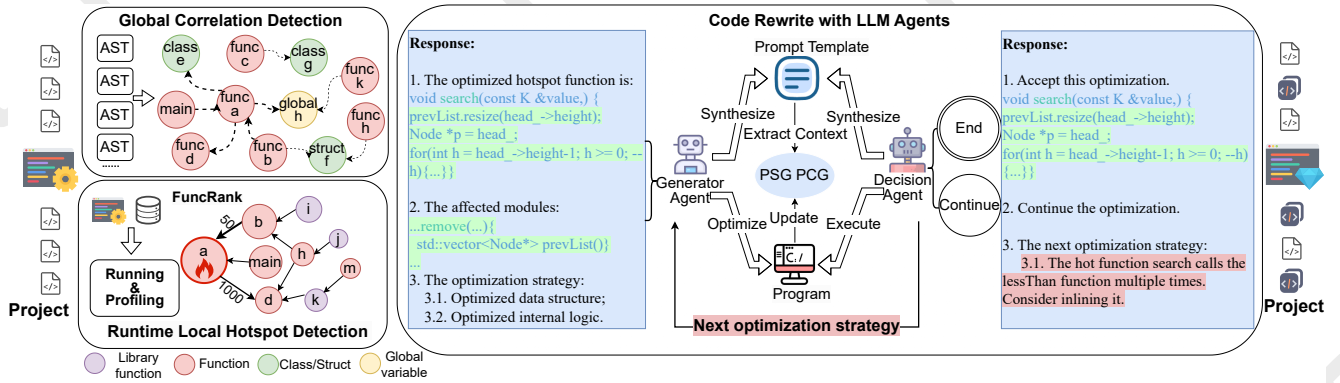 Global Correlation Detection
AST
AST
AST
AST
......
class
e
func
c
class
g
func
k
main
func
a
global
h
func
h
func
d
func
b
struct
f
FuncRank
Running
&
Profiling
50
1000
a
b
i
j
h
main
m
d
k
Runtime Local Hotspot Detection
Project
Library
function
Function
Class/Struct
Global
variable
Code Rewrite with LLM Agents
Response:
1. The optimized hotspot function is:
void search(const K &value,) {
prevList.resize(head_->height);
Node *p = head_;
for(int h = head_->height-1; h >= 0; --
h){...}}
2. The affected modules:
...remove(...){
std::vector<Node*> prevList()}
...
3. The optimization strategy:
3.1. Optimized data structure;
3.2. Optimized internal logic.
Prompt Template
Synthesize
Synthesize
Extract Context
Generator
Agent
PSG PCG
Decision
Agent
Optimize
Update
Execute
C:/
Program
Next optimization strategy
End
Continue
Response:
1. Accept this optimization.
void search(const K &value,) {
prevList.resize(head_->height);
Node *p = head_;
for(int h = head_->height-1; h >= 0; --h)
{...}}
2. Continue the optimization.
3. The next optimization strategy:
3.1. The hot function search calls the
lessThan function multiple times.
Consider inlining it.
Project